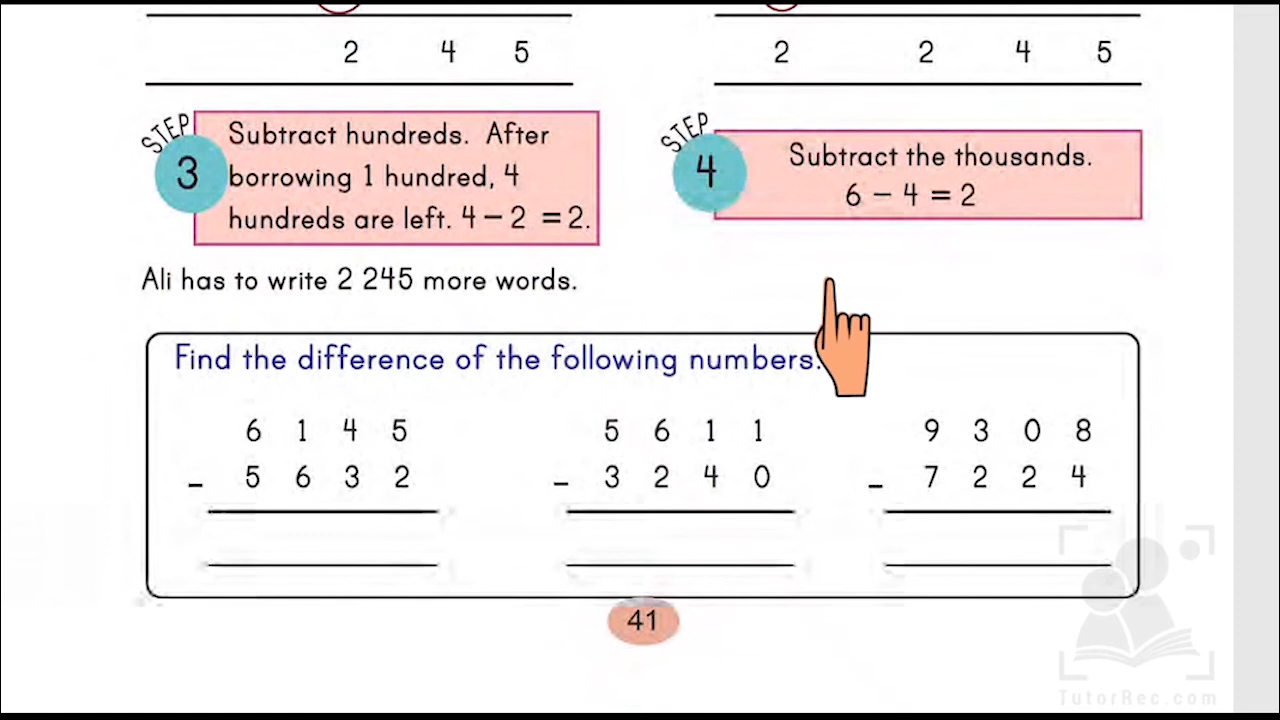 2 4 5
2 2 4 5
STEP
3
Subtract hundreds. After
borrowing 1 hundred, 4
hundreds are left. 4 – 2 = 2.
STEP
4
Subtract the thousands.
6 – 4 = 2
Ali has to write 2 245 more words.
Find the difference of the following numbers.
6 1 4 5
– 5 6 3 2
5 6 1 1
– 3 2 4 0
9 3 0 8
– 7 2 2 4
41
TutorRec.com